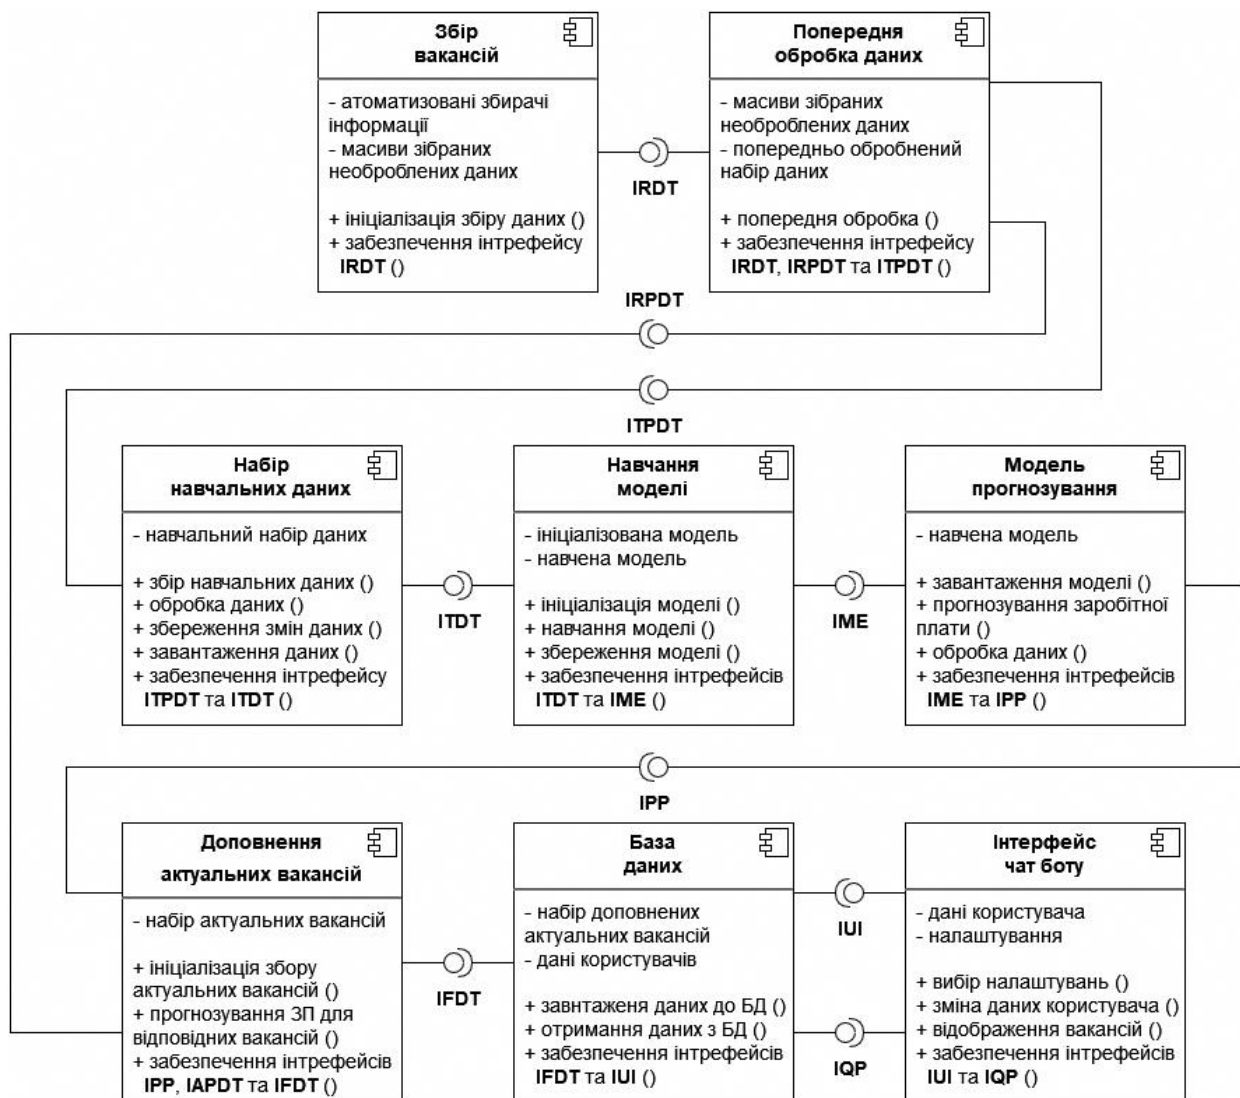 Збір
вакансій
- атоматизовані збирачі
інформації
- масиви зібраних
необроблених даних
+ ініціалізація збіру даних ()
+ забезпечення інтрефейсу
IRDT ()
IRDT
Попередня
обробка даних
- масиви зібраних
необроблених даних
- попередньо обробнений
набір даних
+ попередня обробка ()
+ забезпечення інтрефейсу
IRDT, IRPDT та ITPDT ()
IRPDT
ITPDT
Набір
навчальних даних
- навчальний набір даних
+ збір навчальних даних ()
+ обробка даних ()
+ збереження змін даних ()
+ завантаження даних ()
+ забезпечення інтрефейсу
ITPDT та ITDT ()
ITDT
Навчання
моделі
- ініціалізована модель
- навчена модель
+ ініціалізація моделі ()
+ навчання моделі ()
+ збереження моделі ()
+ забезпечення інтрефейсів
ITDT та IME ()
IME
Модель
прогнозування
- навчена модель
+ завантаження моделі ()
+ прогнозування заробітної
плати ()
+ обробка даних ()
+ забезпечення інтрефейсів
IME та IPP ()
IPP
Доповнення
актуальних вакансій
- набір актуальних вакансій
+ ініціалізація збору
актуальних вакансій ()
+ прогнозування ЗП для
відповідних вакансій ()
+ забезпечення інтрефейсів
IPP, IAPDT та IFDT ()
IFDT
База
даних
- набір доповнених
актуальних вакансій
- дані користувачів
+ завнтаженя даних до БД ()
+ отримання даних з БД ()
+ забезпечення інтрефейсів
IFDT та IUI ()
IUI
IQP
Інтерфейс
чат боту
- дані користувача
- налаштування
+ вибір налаштувань ()
+ зміна даних користувача ()
+ відображення вакансій ()
+ забезпечення інтрефейсів
IUI та IQP ()